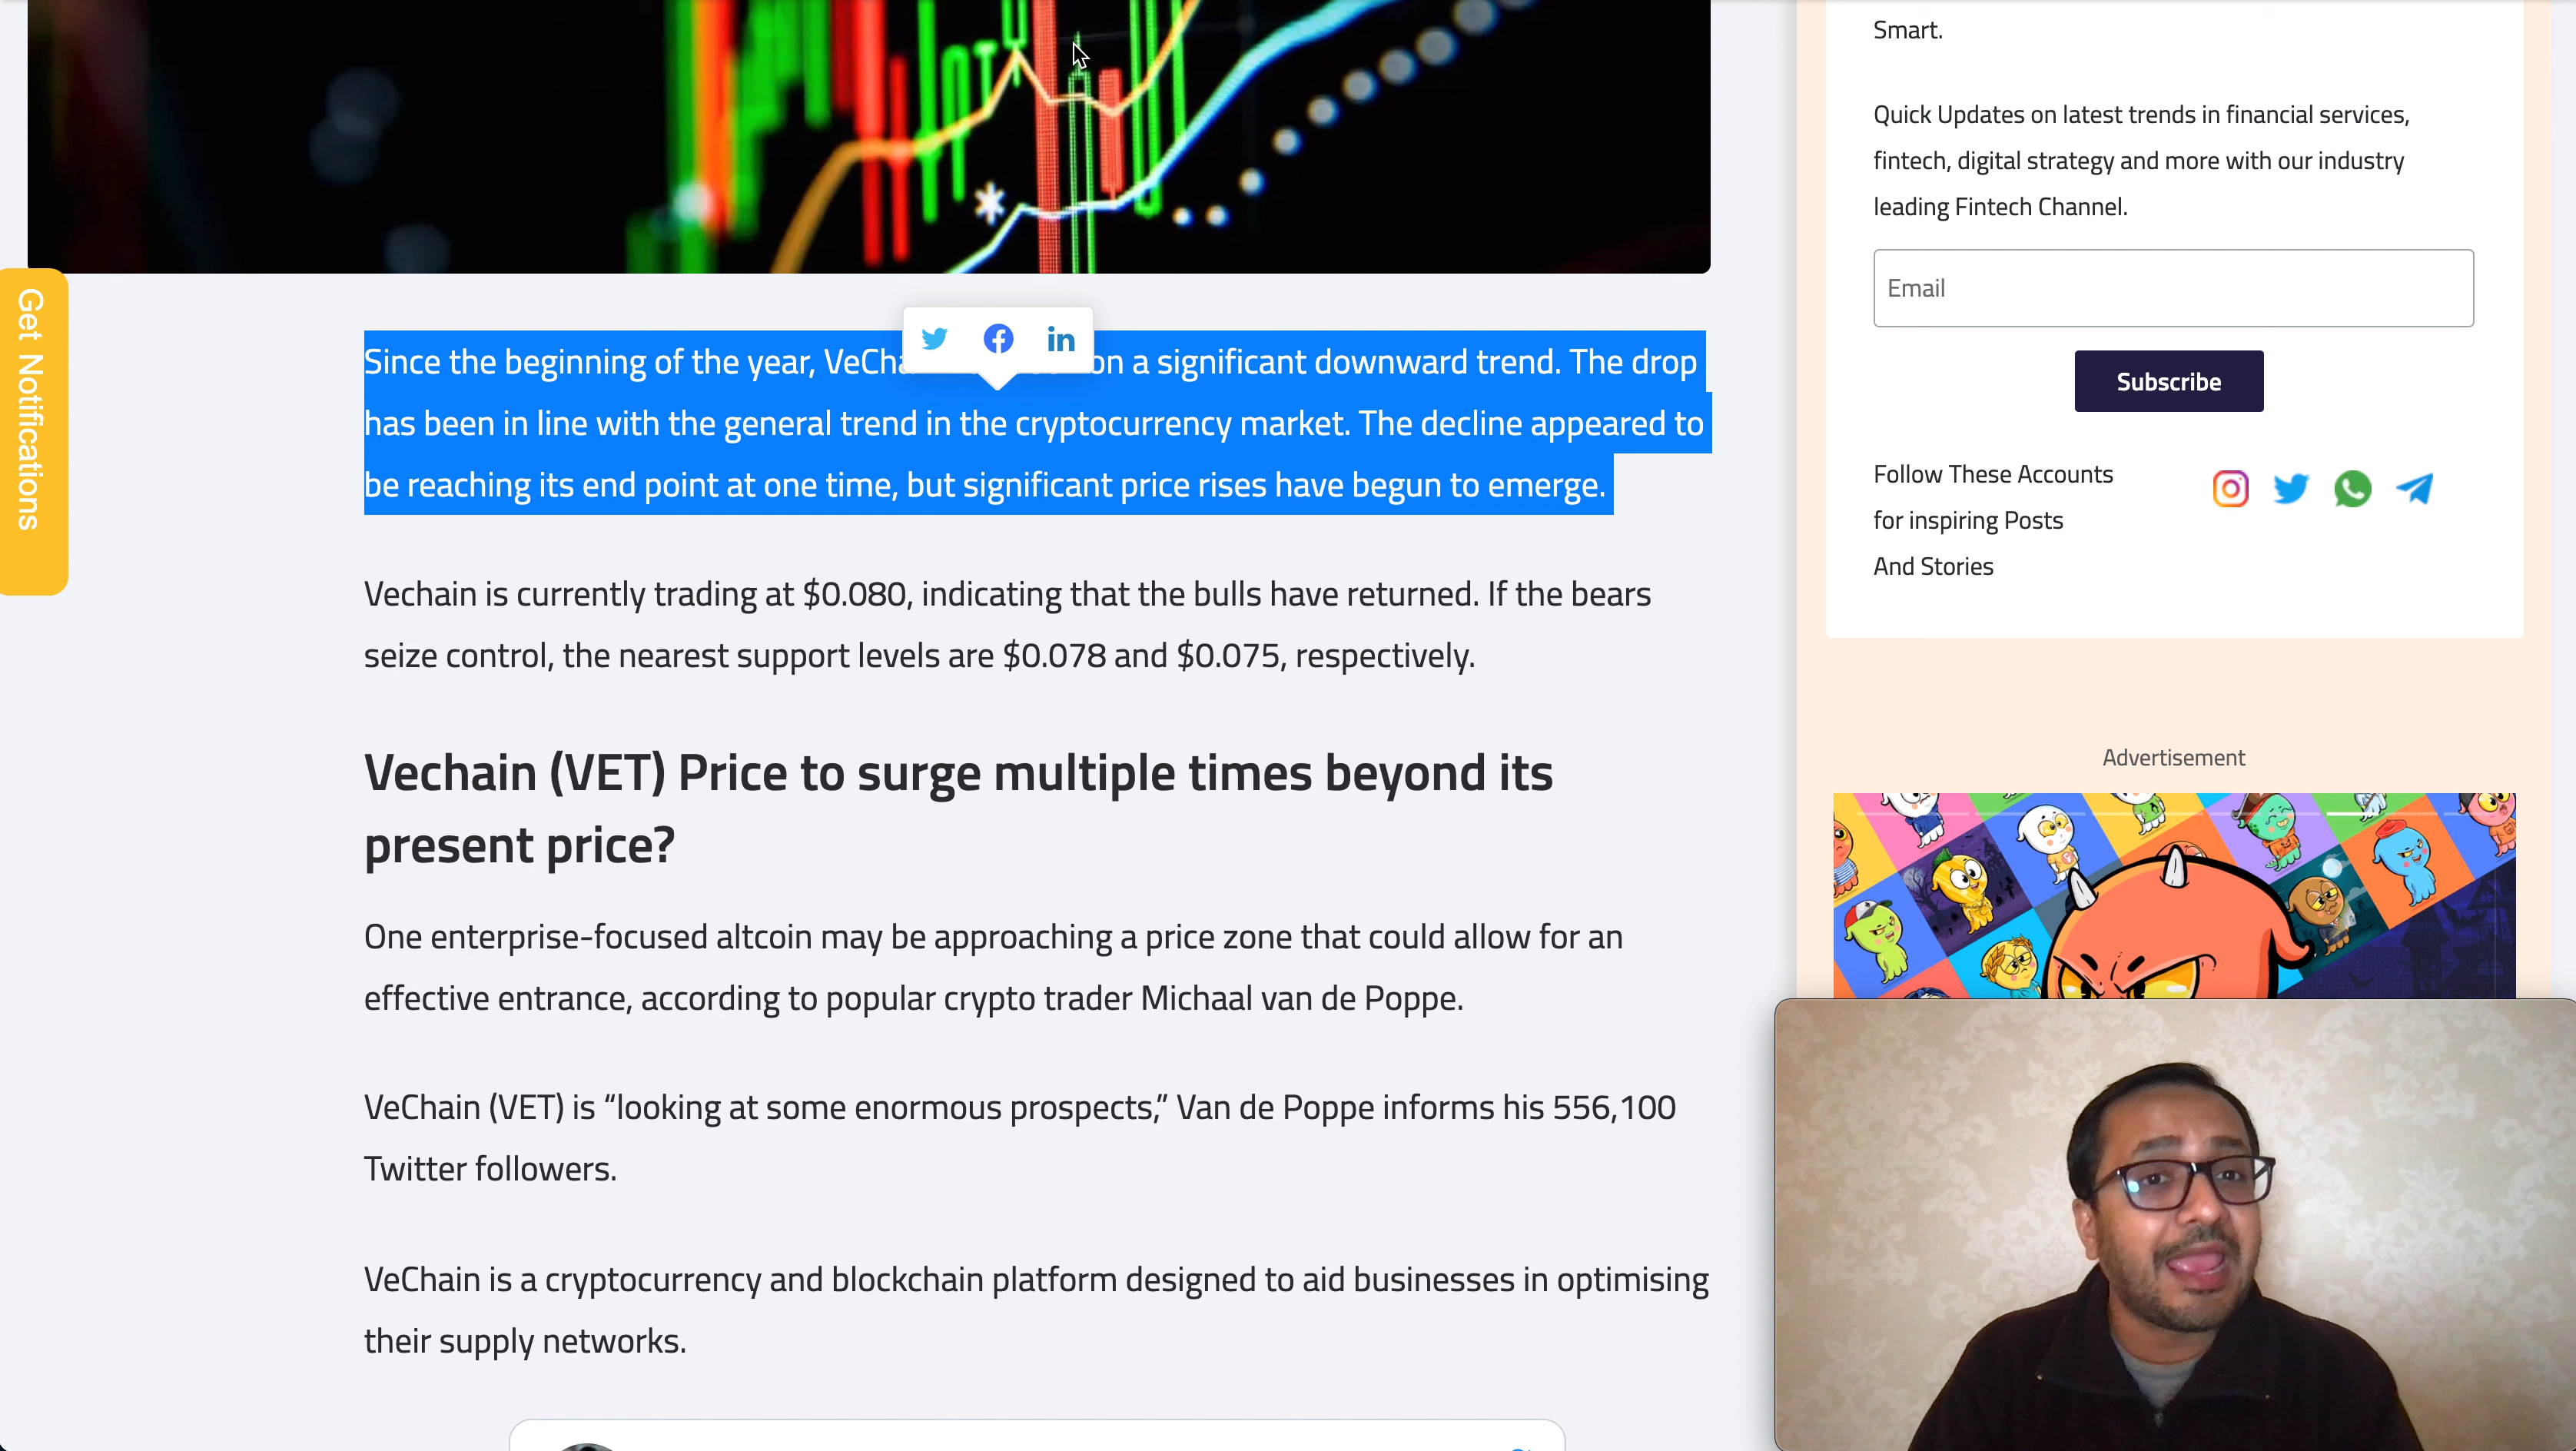 Since the beginning of the year, VeCha on a significant downward trend. The drop
has been in line with the general trend in the cryptocurrency market. The decline appeared to
be reaching its end point at one time, but significant price rises have begun to emerge.
Vechain is currently trading at $0.080, indicating that the bulls have returned. If the bears
seize control, the nearest support levels are $0.078 and $0.075, respectively.
Vechain (VET) Price to surge multiple times beyond its
present price?
One enterprise-focused altcoin may be approaching a price zone that could allow for an
effective entrance, according to popular crypto trader Michaal van de Poppe.
VeChain (VET) is “looking at some enormous prospects,” Van de Poppe informs his 556,100
Twitter followers.
VeChain is a cryptocurrency and blockchain platform designed to aid businesses in optimising
their supply networks.
Get Notifications
Smart.
Quick Updates on latest trends in financial services,
fintech, digital strategy and more with our industry
leading Fintech Channel.
Email
Subscribe
Follow These Accounts
for inspiring Posts
And Stories
Advertisement